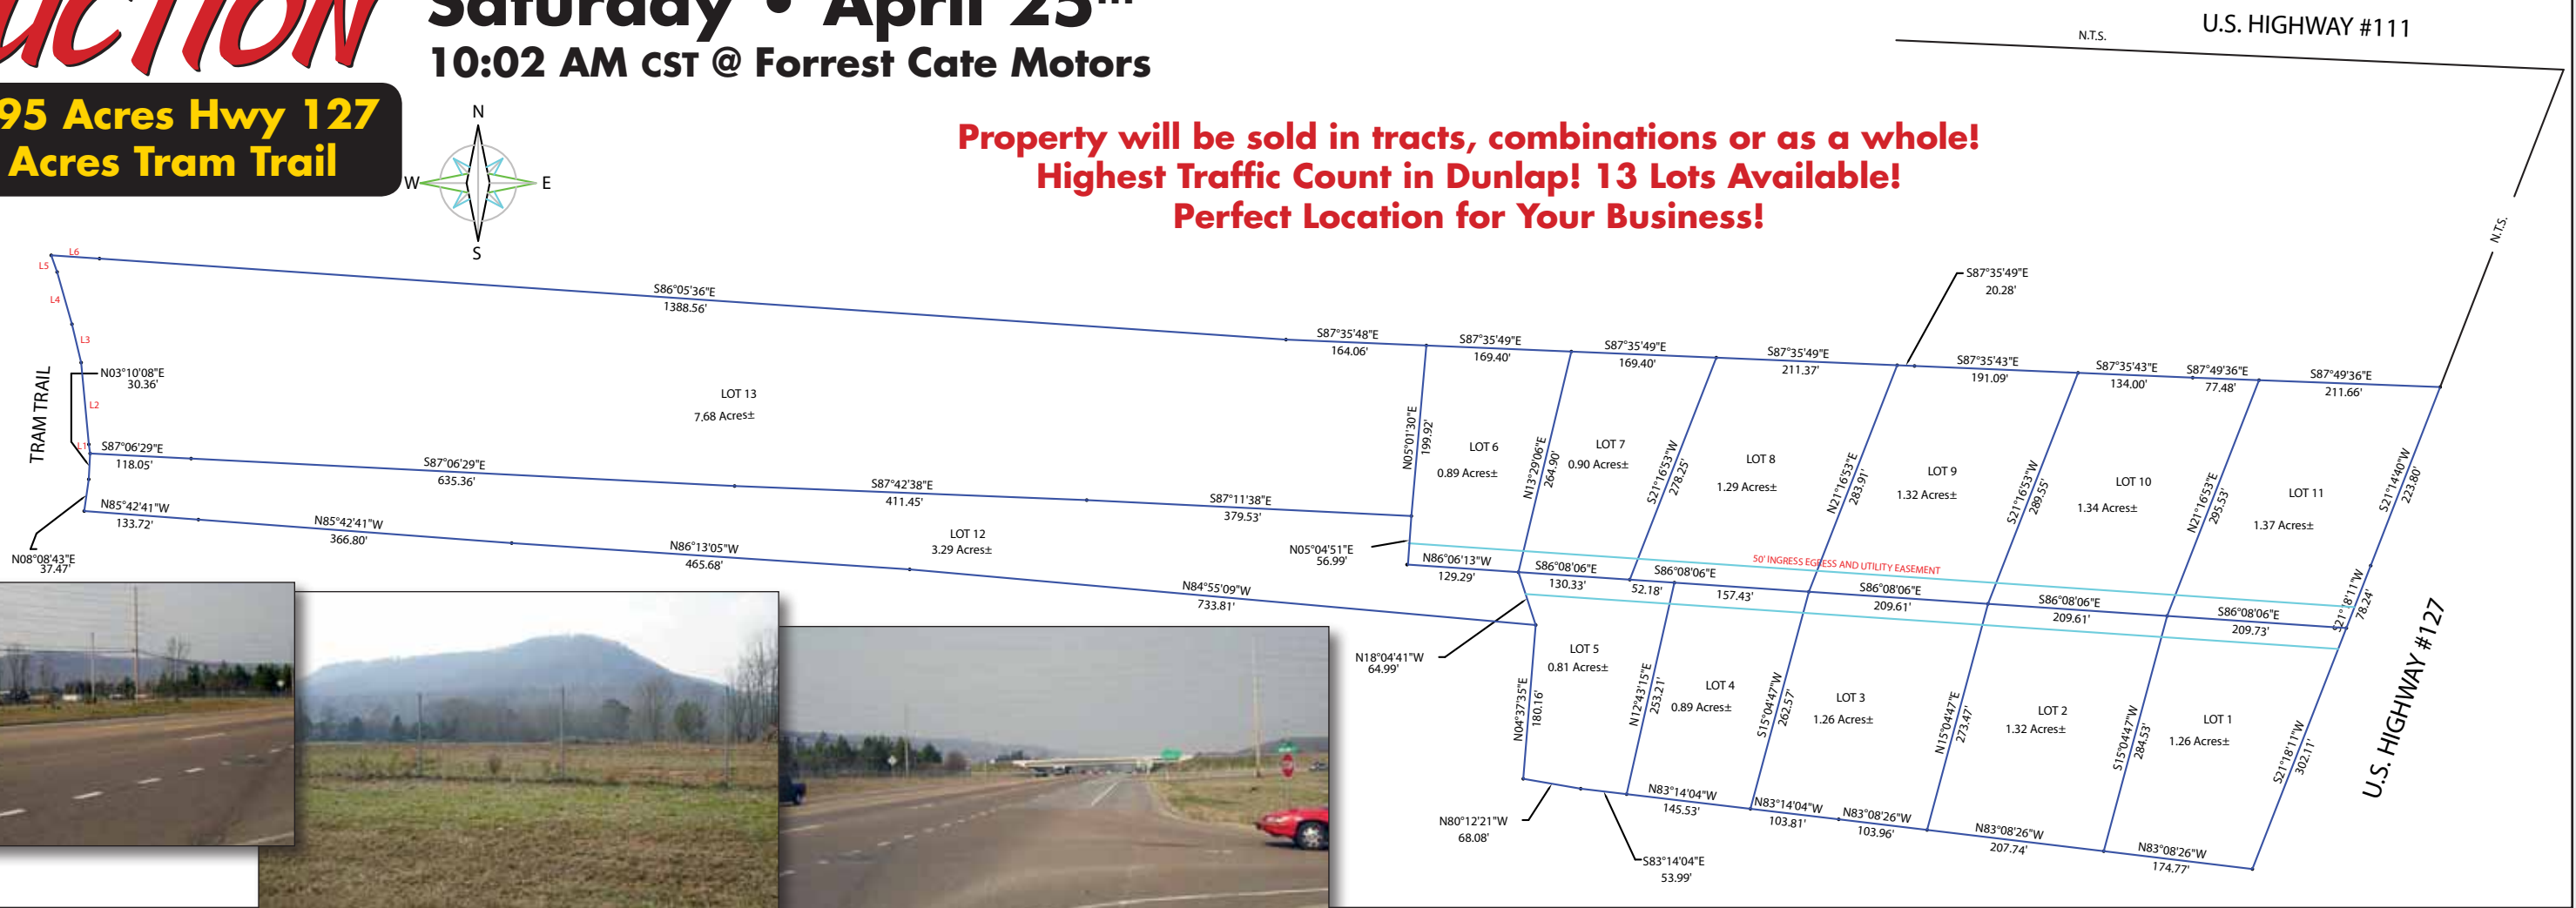 UCTION
Saturday • April 25th
10:02 AM CST @ Forrest Cate Motors
95 Acres Hwy 127
Acres Tram Trail
N
W
E
S
Property will be sold in tracts, combinations or as a whole!
Highest Traffic Count in Dunlap! 13 Lots Available!
Perfect Location for Your Business!
U.S. HIGHWAY #111
N.T.S.
N.T.S.
L6
L5
L4
L3
L2
L1
TRAM TRAIL
N03°10'08"E
30.36'
N08°08'43"E
37.47'
S86°05'36"E
1388.56'
S87°35'48"E
164.06'
S87°35'49"E
169.40'
S87°35'49"E
169.40'
S87°35'49"E
211.37'
S87°35'49"E
20.28'
S87°35'43"E
191.09'
S87°35'43"E
134.00'
S87°49'36"E
77.48'
S87°49'36"E
211.66'
LOT 13
7.68 Acres±
S87°06'29"E
118.05'
S87°06'29"E
635.36'
S87°42'38"E
411.45'
S87°11'38"E
379.53'
N85°42'41"W
133.72'
N85°42'41"W
366.80'
N86°13'05"W
465.68'
N84°55'09"W
733.81'
LOT 12
3.29 Acres±
N05°01'30"E
199.92'
LOT 6
0.89 Acres±
N13°29'06"E
264.90'
LOT 7
0.90 Acres±
S21°16'53"W
278.25'
LOT 8
1.29 Acres±
N21°16'53"E
283.91'
LOT 9
1.32 Acres±
S21°16'53"W
289.55'
LOT 10
1.34 Acres±
N21°16'53"E
295.53'
LOT 11
1.37 Acres±
S21°14'40"W
223.80'
S21°18'11"W
78.24'
N05°04'51"E
56.99'
N86°06'13"W
129.29'
S86°08'06"E
130.33'
S86°08'06"E
52.18'
157.43'
50' INGRESS EGRESS AND UTILITY EASEMENT
S86°08'06"E
209.61'
S86°08'06"E
209.61'
S86°08'06"E
209.73'
N18°04'41"W
64.99'
LOT 5
0.81 Acres±
N04°37'35"E
180.16'
N12°43'15"E
253.21'
LOT 4
0.89 Acres±
S15°04'47"W
262.57'
LOT 3
1.26 Acres±
N15°04'47"E
273.47'
LOT 2
1.32 Acres±
S15°04'47"W
284.53'
LOT 1
1.26 Acres±
S21°18'11"W
302.11'
U.S. HIGHWAY #127
N80°12'21"W
68.08'
S83°14'04"E
53.99'
N83°14'04"W
145.53'
N83°14'04"W
103.81'
N83°08'26"W
103.96'
N83°08'26"W
207.74'
N83°08'26"W
174.77'